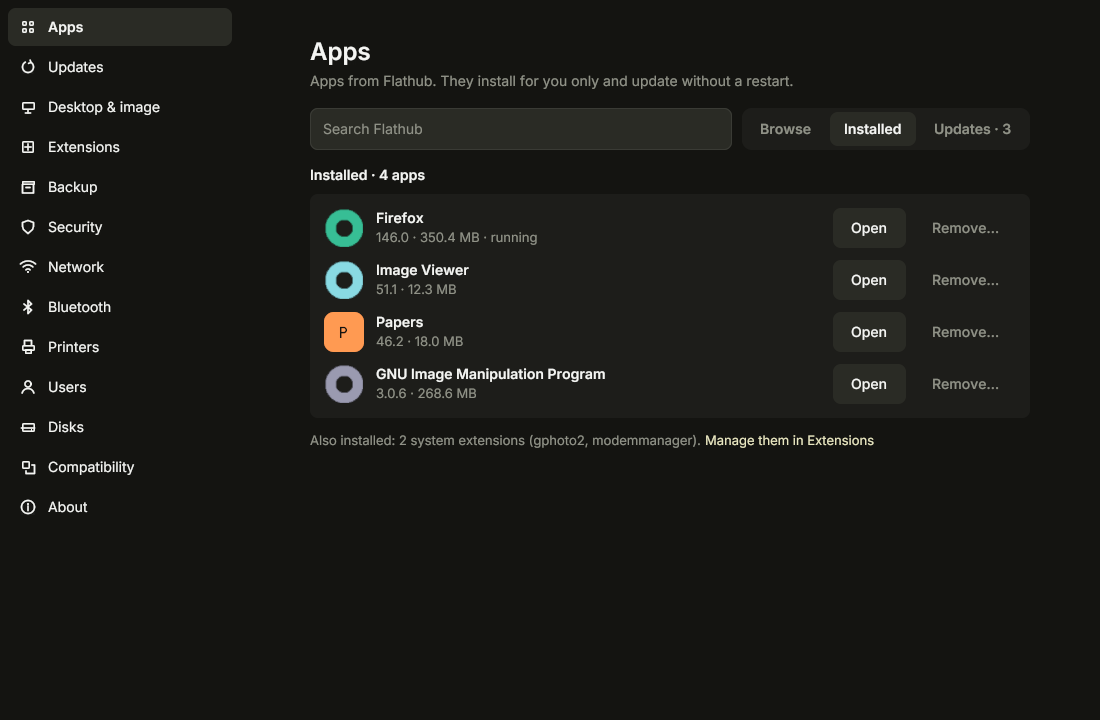 Apps
Updates
Desktop & image
Extensions
Backup
Security
Network
Bluetooth
Printers
Users
Disks
Compatibility
About
Apps
Apps from Flathub. They install for you only and update without a restart.
Search Flathub
Browse
Installed
Updates · 3
Installed · 4 apps
Firefox
146.0 · 350.4 MB · running
Open
Remove...
Image Viewer
51.1 · 12.3 MB
Open
Remove...
P
Papers
46.2 · 18.0 MB
Open
Remove...
GNU Image Manipulation Program
3.0.6 · 268.6 MB
Open
Remove...
Also installed: 2 system extensions (gphoto2, modemmanager). Manage them in Extensions